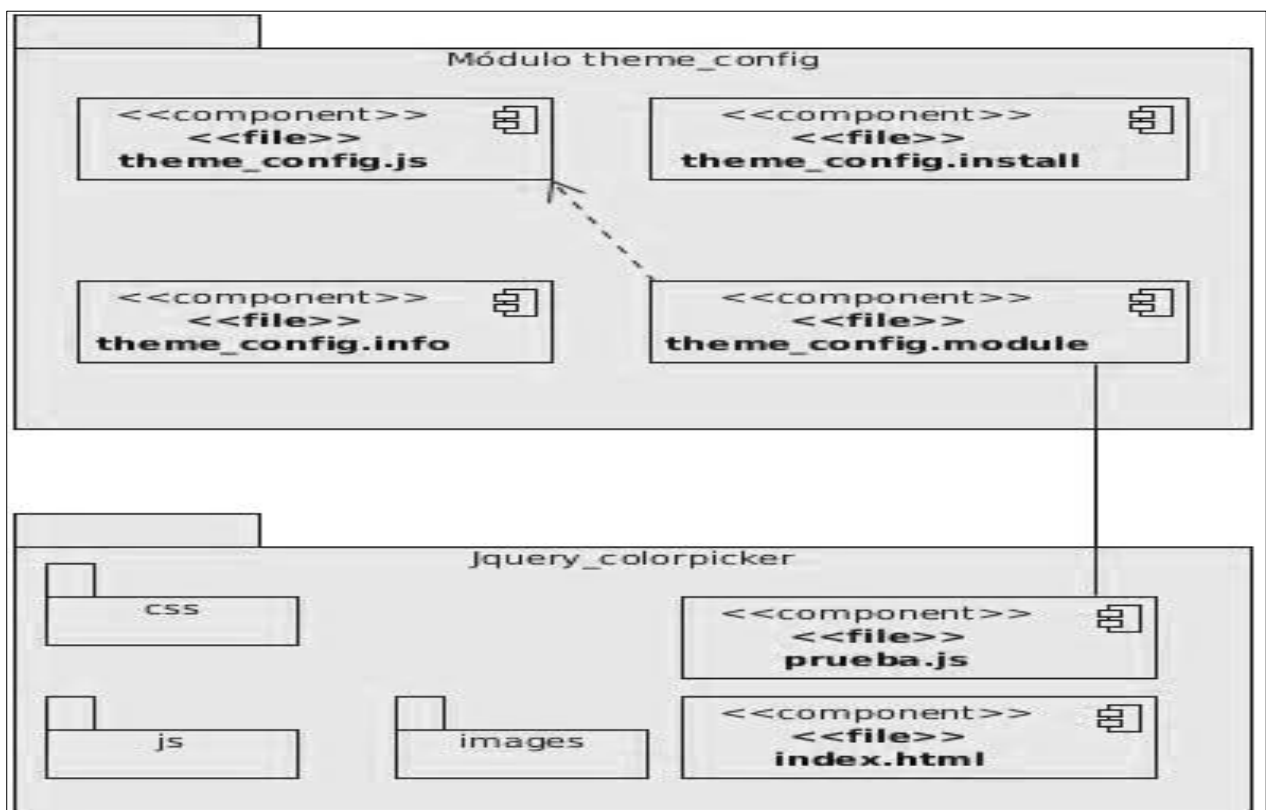 Módulo theme_config
<<component>>
<<file>>
theme_config.js
<<component>>
<<file>>
theme_config.install
<<component>>
<<file>>
theme_config.info
<<component>>
<<file>>
theme_config.module
Jquery_colorpicker
css
<<component>>
<<file>>
prueba.js
js
images
<<component>>
<<file>>
index.html